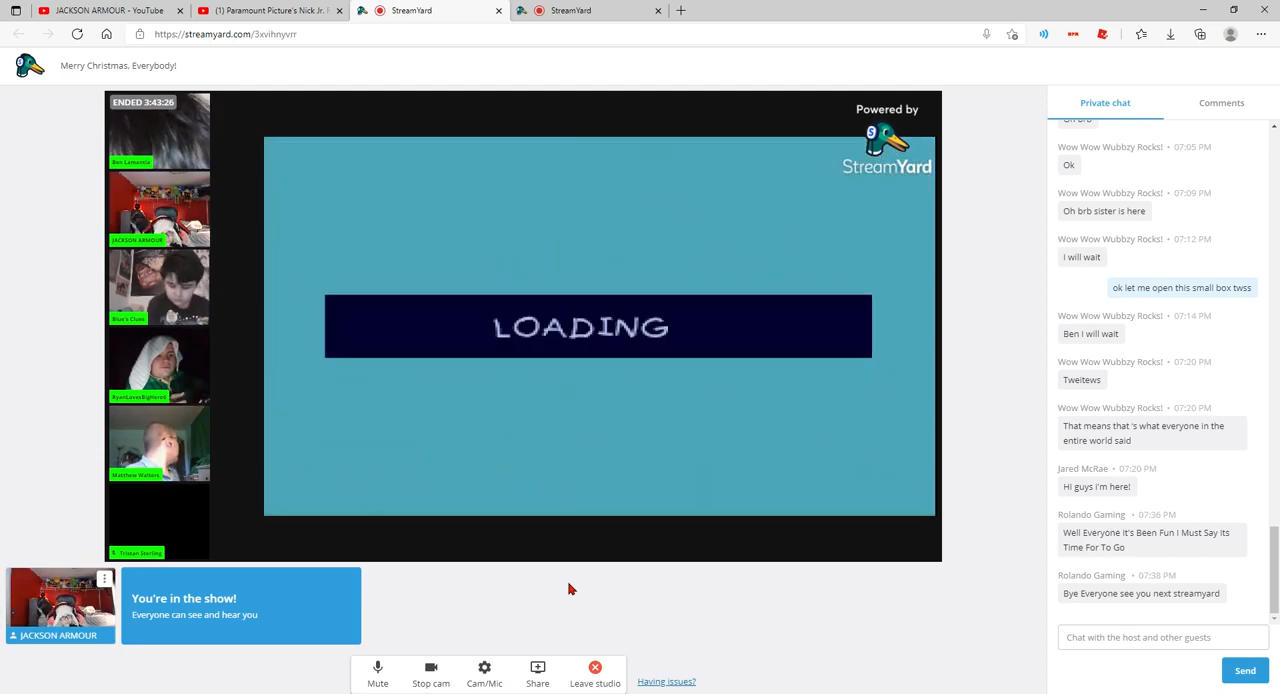 JACKSON ARMOUR - YouTube
(1) Paramount Picture's Nick Jr. F
StreamYard
StreamYard
https://streamyard.com/3xvihnyvrr
Merry Christmas, Everybody!
Private chat
Comments
ENDED 3:43:26
Ben Lamantia
JACKSON ARMOUR
Blue's Clues
RyanLovesBigHero6
Matthew Watters
Tristan Sterling
Powered by
StreamYard
LOADING
Oh brb
Wow Wow Wubbzy Rocks! • 07:05 PM
Ok
Wow Wow Wubbzy Rocks! • 07:09 PM
Oh brb sister is here
Wow Wow Wubbzy Rocks! • 07:12 PM
I will wait
ok let me open this small box twss
Wow Wow Wubbzy Rocks! • 07:14 PM
Ben I will wait
Wow Wow Wubbzy Rocks! • 07:20 PM
Tweitews
Wow Wow Wubbzy Rocks! • 07:20 PM
That means that 's what everyone in the
entire world said
Jared McRae • 07:20 PM
Hi guys i'm here!
Rolando Gaming • 07:36 PM
Well Everyone It's Been Fun I Must Say Its
Time For To Go
Rolando Gaming • 07:38 PM
Bye Everyone see you next streamyard
Chat with the host and other guests
Send
JACKSON ARMOUR
You're in the show!
Everyone can see and hear you
Mute
Stop cam
Cam/Mic
Share
Leave studio
Having issues?